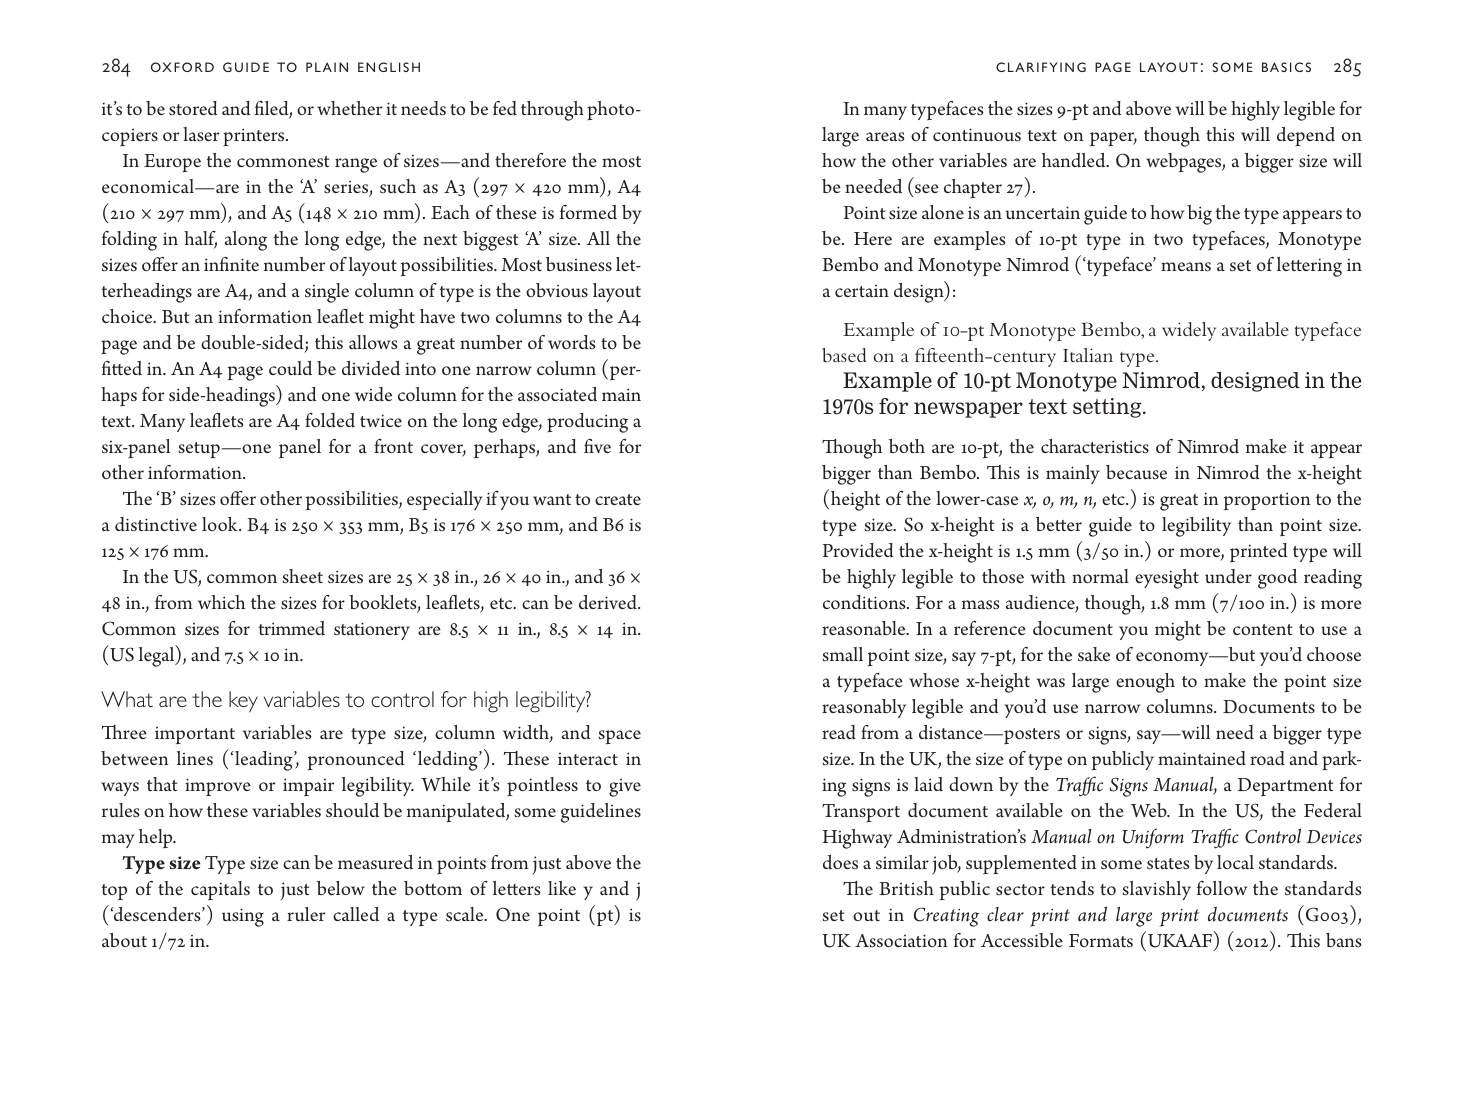 284 OXFORD GUIDE TO PLAIN ENGLISH
it's to be stored and filed, or whether it needs to be fed through photo-
copiers or laser printers.
In Europe the commonest range of sizes—and therefore the most
economical—are in the ‘A’ series, such as A3 (297 × 420 mm), A4
(210 × 297 mm), and A5 (148 × 210 mm). Each of these is formed by
folding in half, along the long edge, the next biggest ‘A’ size. All the
sizes offer an infinite number of layout possibilities. Most business let-
terheadings are A4, and a single column of type is the obvious layout
choice. But an information leaflet might have two columns to the A4
page and be double-sided; this allows a great number of words to be
fitted in. An A4 page could be divided into one narrow column (per-
haps for side-headings) and one wide column for the associated main
text. Many leaflets are A4 folded twice on the long edge, producing a
six-panel setup—one panel for a front cover, perhaps, and five for
other information.
The ‘B’ sizes offer other possibilities, especially if you want to create
a distinctive look. B4 is 250 × 353 mm, B5 is 176 × 250 mm, and B6 is
125 × 176 mm.
In the US, common sheet sizes are 25 × 38 in., 26 × 40 in., and 36 ×
48 in., from which the sizes for booklets, leaflets, etc. can be derived.
Common sizes for trimmed stationery are 8.5 × 11 in., 8.5 × 14 in.
(US legal), and 7.5 × 10 in.
What are the key variables to control for high legibility?
Three important variables are type size, column width, and space
between lines (‘leading’, pronounced ‘ledding’). These interact in
ways that improve or impair legibility. While it’s pointless to give
rules on how these variables should be manipulated, some guidelines
may help.
Type size Type size can be measured in points from just above the
top of the capitals to just below the bottom of letters like y and j
(‘descenders’) using a ruler called a type scale. One point (pt) is
about 1/72 in.
CLARIFYING PAGE LAYOUT: SOME BASICS 285
In many typefaces the sizes 9-pt and above will be highly legible for
large areas of continuous text on paper, though this will depend on
how the other variables are handled. On webpages, a bigger size will
be needed (see chapter 27).
Point size alone is an uncertain guide to how big the type appears to
be. Here are examples of 10-pt type in two typefaces, Monotype
Bembo and Monotype Nimrod (‘typeface’ means a set of lettering in
a certain design):
Example of 10-pt Monotype Bembo, a widely available typeface
based on a fifteenth-century Italian type.
Example of 10-pt Monotype Nimrod, designed in the
1970s for newspaper text setting.
Though both are 10-pt, the characteristics of Nimrod make it appear
bigger than Bembo. This is mainly because in Nimrod the x-height
(height of the lower-case x, o, m, n, etc.) is great in proportion to the
type size. So x-height is a better guide to legibility than point size.
Provided the x-height is 1.5 mm (3/50 in.) or more, printed type will
be highly legible to those with normal eyesight under good reading
conditions. For a mass audience, though, 1.8 mm (7/100 in.) is more
reasonable. In a reference document you might be content to use a
small point size, say 7-pt, for the sake of economy—but you’d choose
a typeface whose x-height was large enough to make the point size
reasonably legible and you’d use narrow columns. Documents to be
read from a distance—posters or signs, say—will need a bigger type
size. In the UK, the size of type on publicly maintained road and park-
ing signs is laid down by the Traffic Signs Manual, a Department for
Transport document available on the Web. In the US, the Federal
Highway Administration’s Manual on Uniform Traffic Control Devices
does a similar job, supplemented in some states by local standards.
The British public sector tends to slavishly follow the standards
set out in Creating clear print and large print documents (G003),
UK Association for Accessible Formats (UKAAF) (2012). This bans